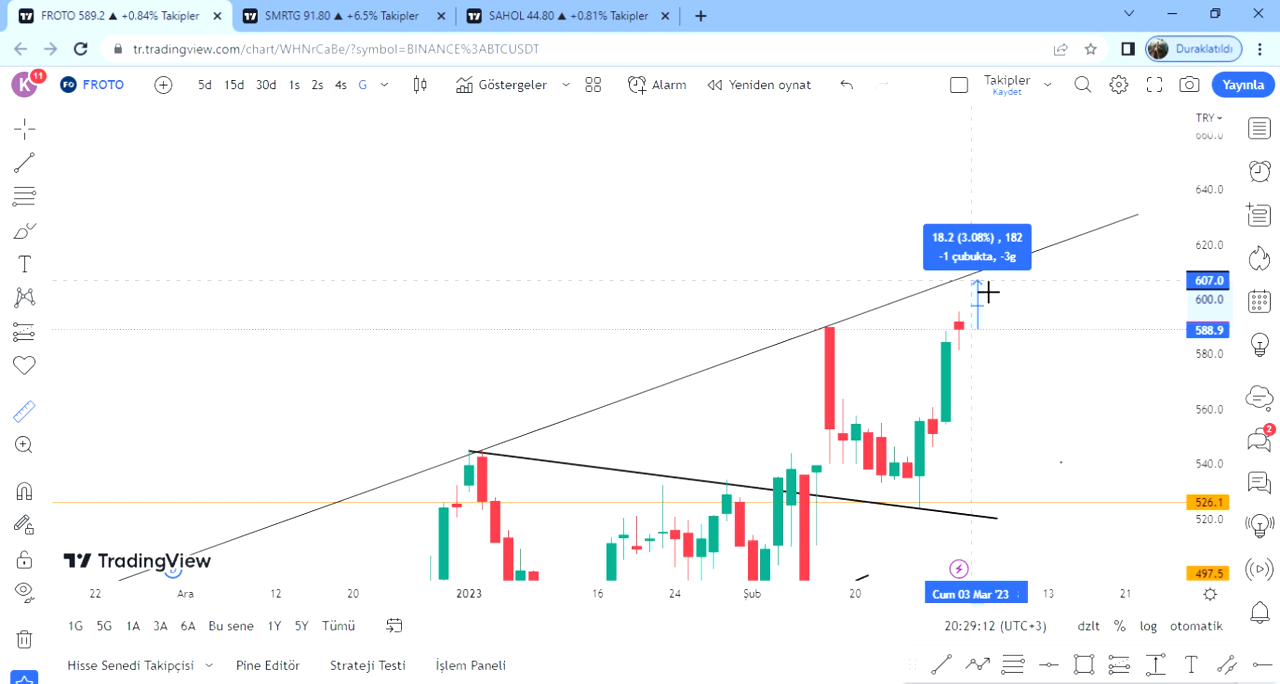 FROTO 589.2 ▲ +0.84% Takipler
SMRTG 91.80 ▲ +6.5% Takipler
SAHOL 44.80 ▲ +0.81% Takipler
tr.tradingview.com/chart/WHNrCaBe/?symbol=BINANCE%3ABTCUSDT
Duraklatıldı
K 11
FO FROTO
5d 15d 30d 1s 2s 4s G
Göstergeler
Alarm
Yeniden oynat
Takipler
Kaydet
Yayınla
TRY
660.0
640.0
620.0
607.0
600.0
588.9
580.0
560.0
540.0
526.1
520.0
497.5
18.2 (3.08%) , 182
-1 çubukta, -3g
2
TradingView
22 Ara 12 20 2023 16 24 Şub 20 Cum 03 Mar '23 13 21
1G 5G 1A 3A 6A Bu sene 1Y 5Y Tümü
20:29:12 (UTC+3) dzlt % log otomatik
Hisse Senedi Takipçisi Pine Editör Strateji Testi İşlem Paneli